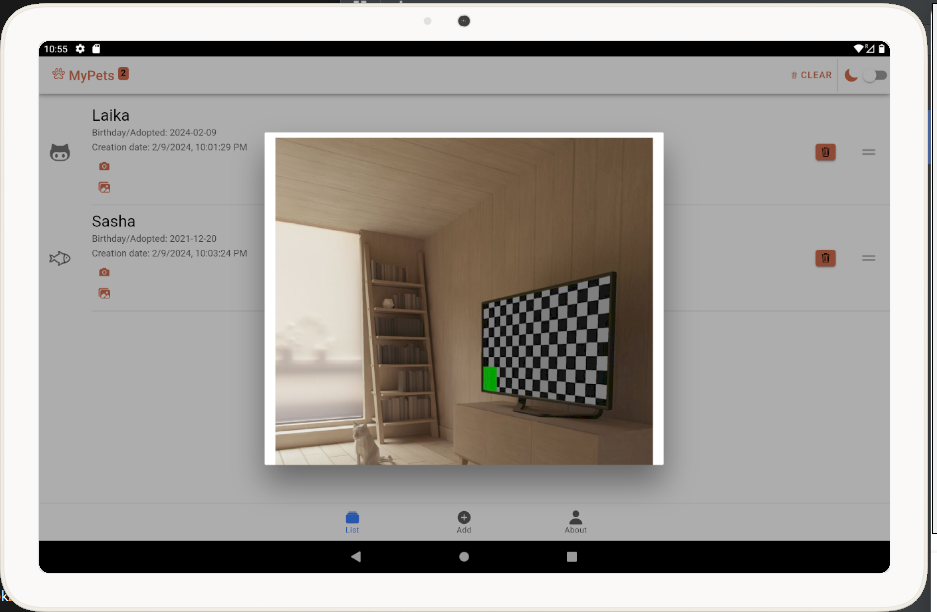 10:55
MyPets 2
CLEAR
Laika
Birthday/Adopted: 2024-02-09
Creation date: 2/9/2024, 10:01:29 PM
Sasha
Birthday/Adopted: 2021-12-20
Creation date: 2/9/2024, 10:03:24 PM
List
Add
About
k